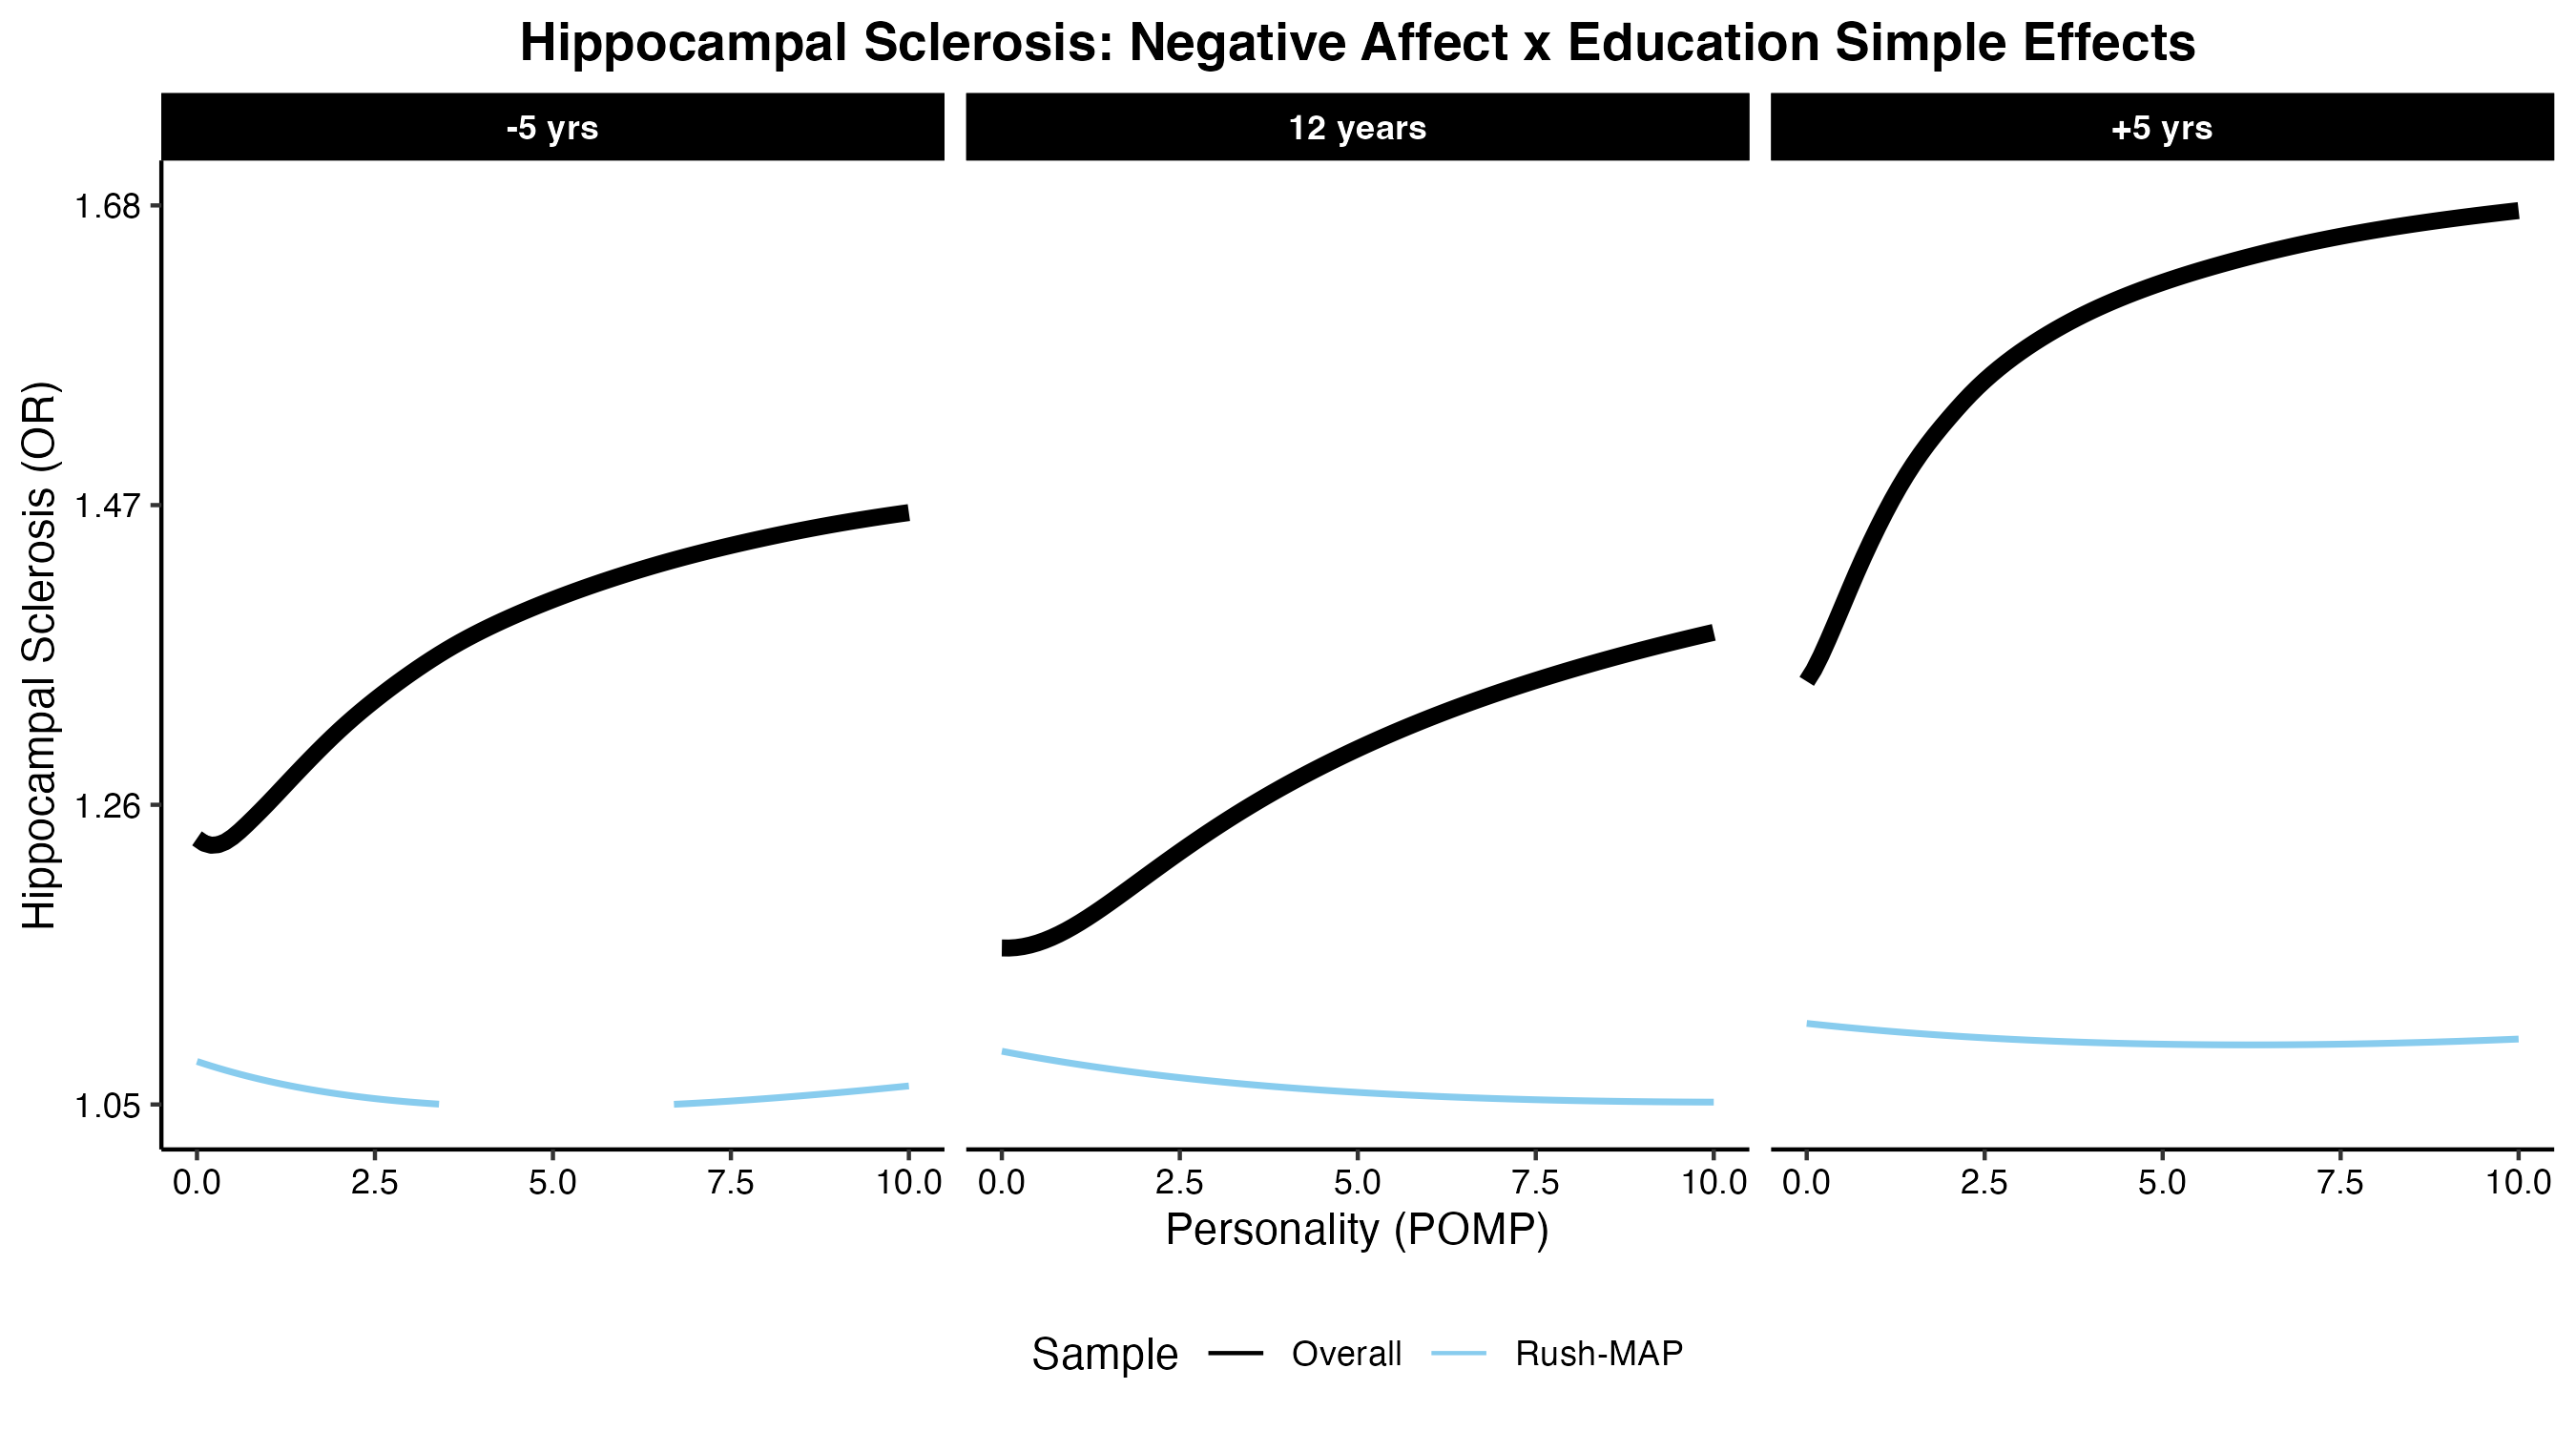 Hippocampal Sclerosis: Negative Affect x Education Simple Effects
-5 yrs
12 years
+5 yrs
Hippocampal Sclerosis (OR)
1.68
1.47
1.26
1.05
0.0 2.5 5.0 7.5 10.0
0.0 2.5 5.0 7.5 10.0
0.0 2.5 5.0 7.5 10.0
Personality (POMP)
Sample Overall Rush-MAP